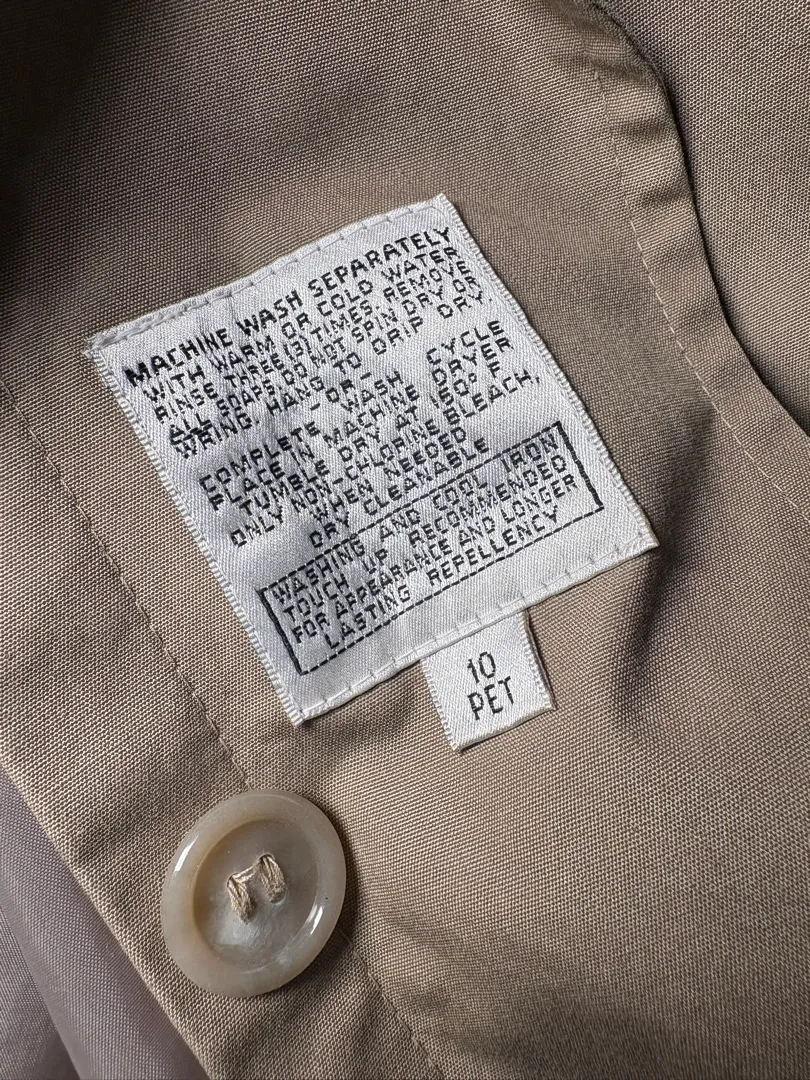 MACHINE WASH SEPARATELY
WITH WARM OR COLD WATER
RINSE THREE (3) TIMES. REMOVE
ALL SOAPS. DO NOT SPIN DRY OR
WRING. HANG TO DRIP DRY.
-OR-
COMPLETE WASH CYCLE
PLACE IN MACHINE DRYER
TUMBLE DRY AT 150° F
ONLY NON-CHLORINE BLEACH,
WHEN NEEDED
DRY CLEANABLE
WASHING AND COOL IRON
TOUCH UP RECOMMENDED
FOR APPEARANCE AND LONGER
LASTING REPELLENCY
10
PET